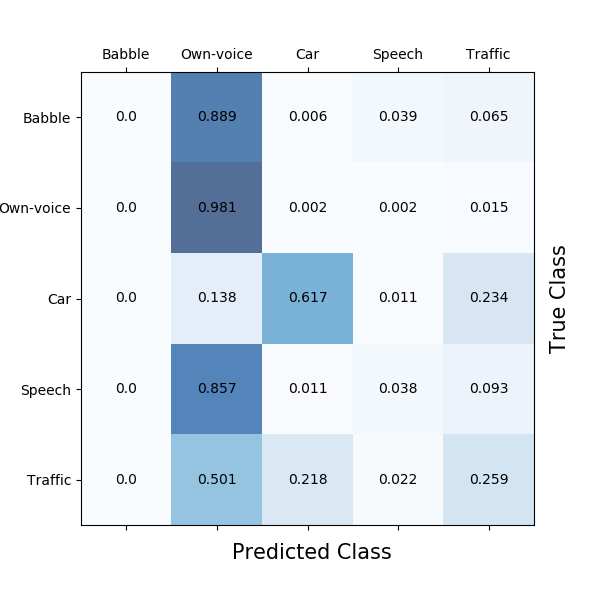 Babble Own-voice Car Speech Traffic
Babble 0.0 0.889 0.006 0.039 0.065
Own-voice 0.0 0.981 0.002 0.002 0.015
Car 0.0 0.138 0.617 0.011 0.234
Speech 0.0 0.857 0.011 0.038 0.093
Traffic 0.0 0.501 0.218 0.022 0.259
True Class
Predicted Class